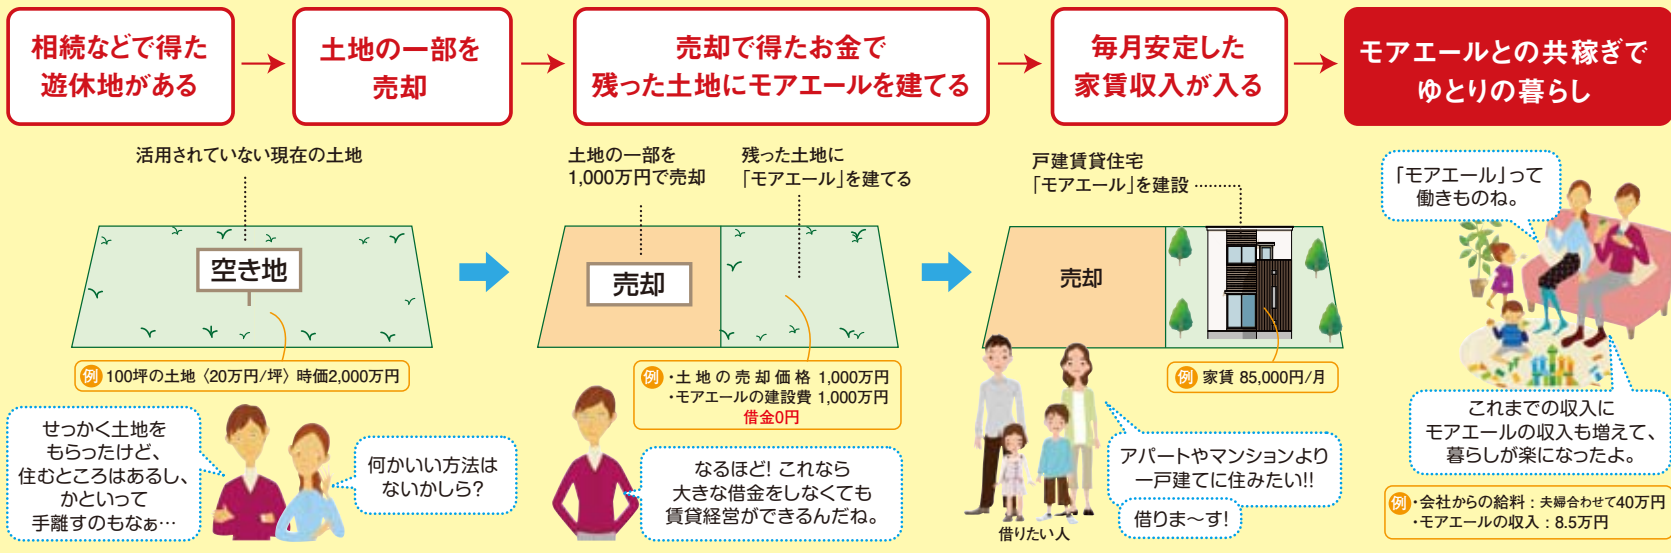 相続などで得た
遊休地がある
土地の一部を
売却
売却で得たお金で
残った土地にモアエールを建てる
毎月安定した
家賃収入が入る
モアエールとの共稼ぎで
ゆとりの暮らし
活用されていない現在の土地
空き地
例 100坪の土地〈20万円/坪〉時価2,000万円
せっかく土地を
もらったけど、
住むところはあるし、
かといって
手離すのもなぁ…
何かいい方法は
ないかしら?
土地の一部を
1,000万円で売却
残った土地に
「モアエール」を建てる
売却
例 ・土地の売却価格 1,000万円
・モアエールの建設費 1,000万円
借金0円
なるほど! これなら
大きな借金をしなくても
賃貸経営ができるんだね。
戸建賃貸住宅
「モアエール」を建設
売却
例 家賃 85,000円/月
借りたい人
アパートやマンションより
一戸建てに住みたい!!
借りま〜す!
「モアエール」って
働きものね。
これまでの収入に
モアエールの収入も増えて、
暮らしが楽になったよ。
例 ・会社からの給料:夫婦合わせて40万円
・モアエールの収入:8.5万円